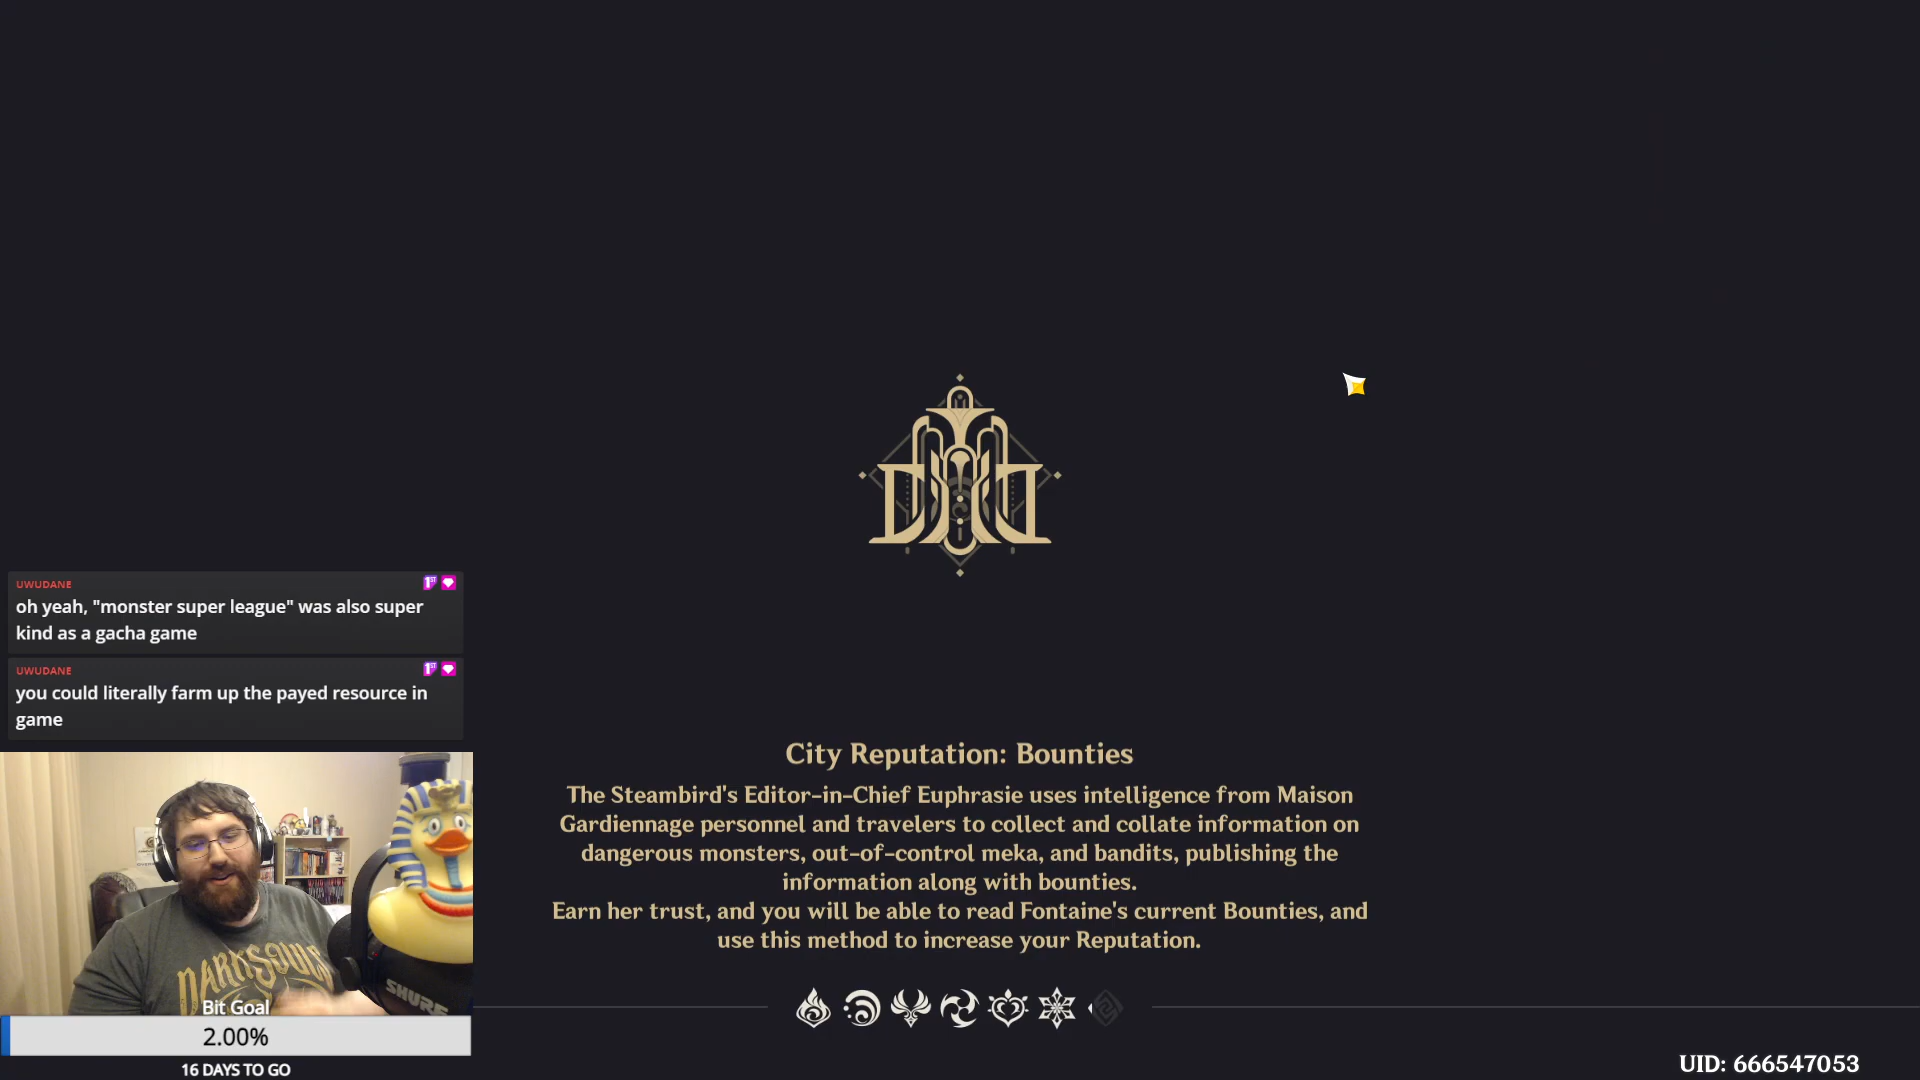 UWUDANE
oh yeah, "monster super league" was also super
kind as a gacha game
UWUDANE
you could literally farm up the payed resource in
game
City Reputation: Bounties
The Steambird's Editor-in-Chief Euphrasie uses intelligence from Maison
Gardiennage personnel and travelers to collect and collate information on
dangerous monsters, out-of-control meka, and bandits, publishing the
information along with bounties.
Earn her trust, and you will be able to read Fontaine's current Bounties, and
use this method to increase your Reputation.
DARK SOULS
SHURE
Bit Goal
2.00%
16 DAYS TO GO
UID: 666547053